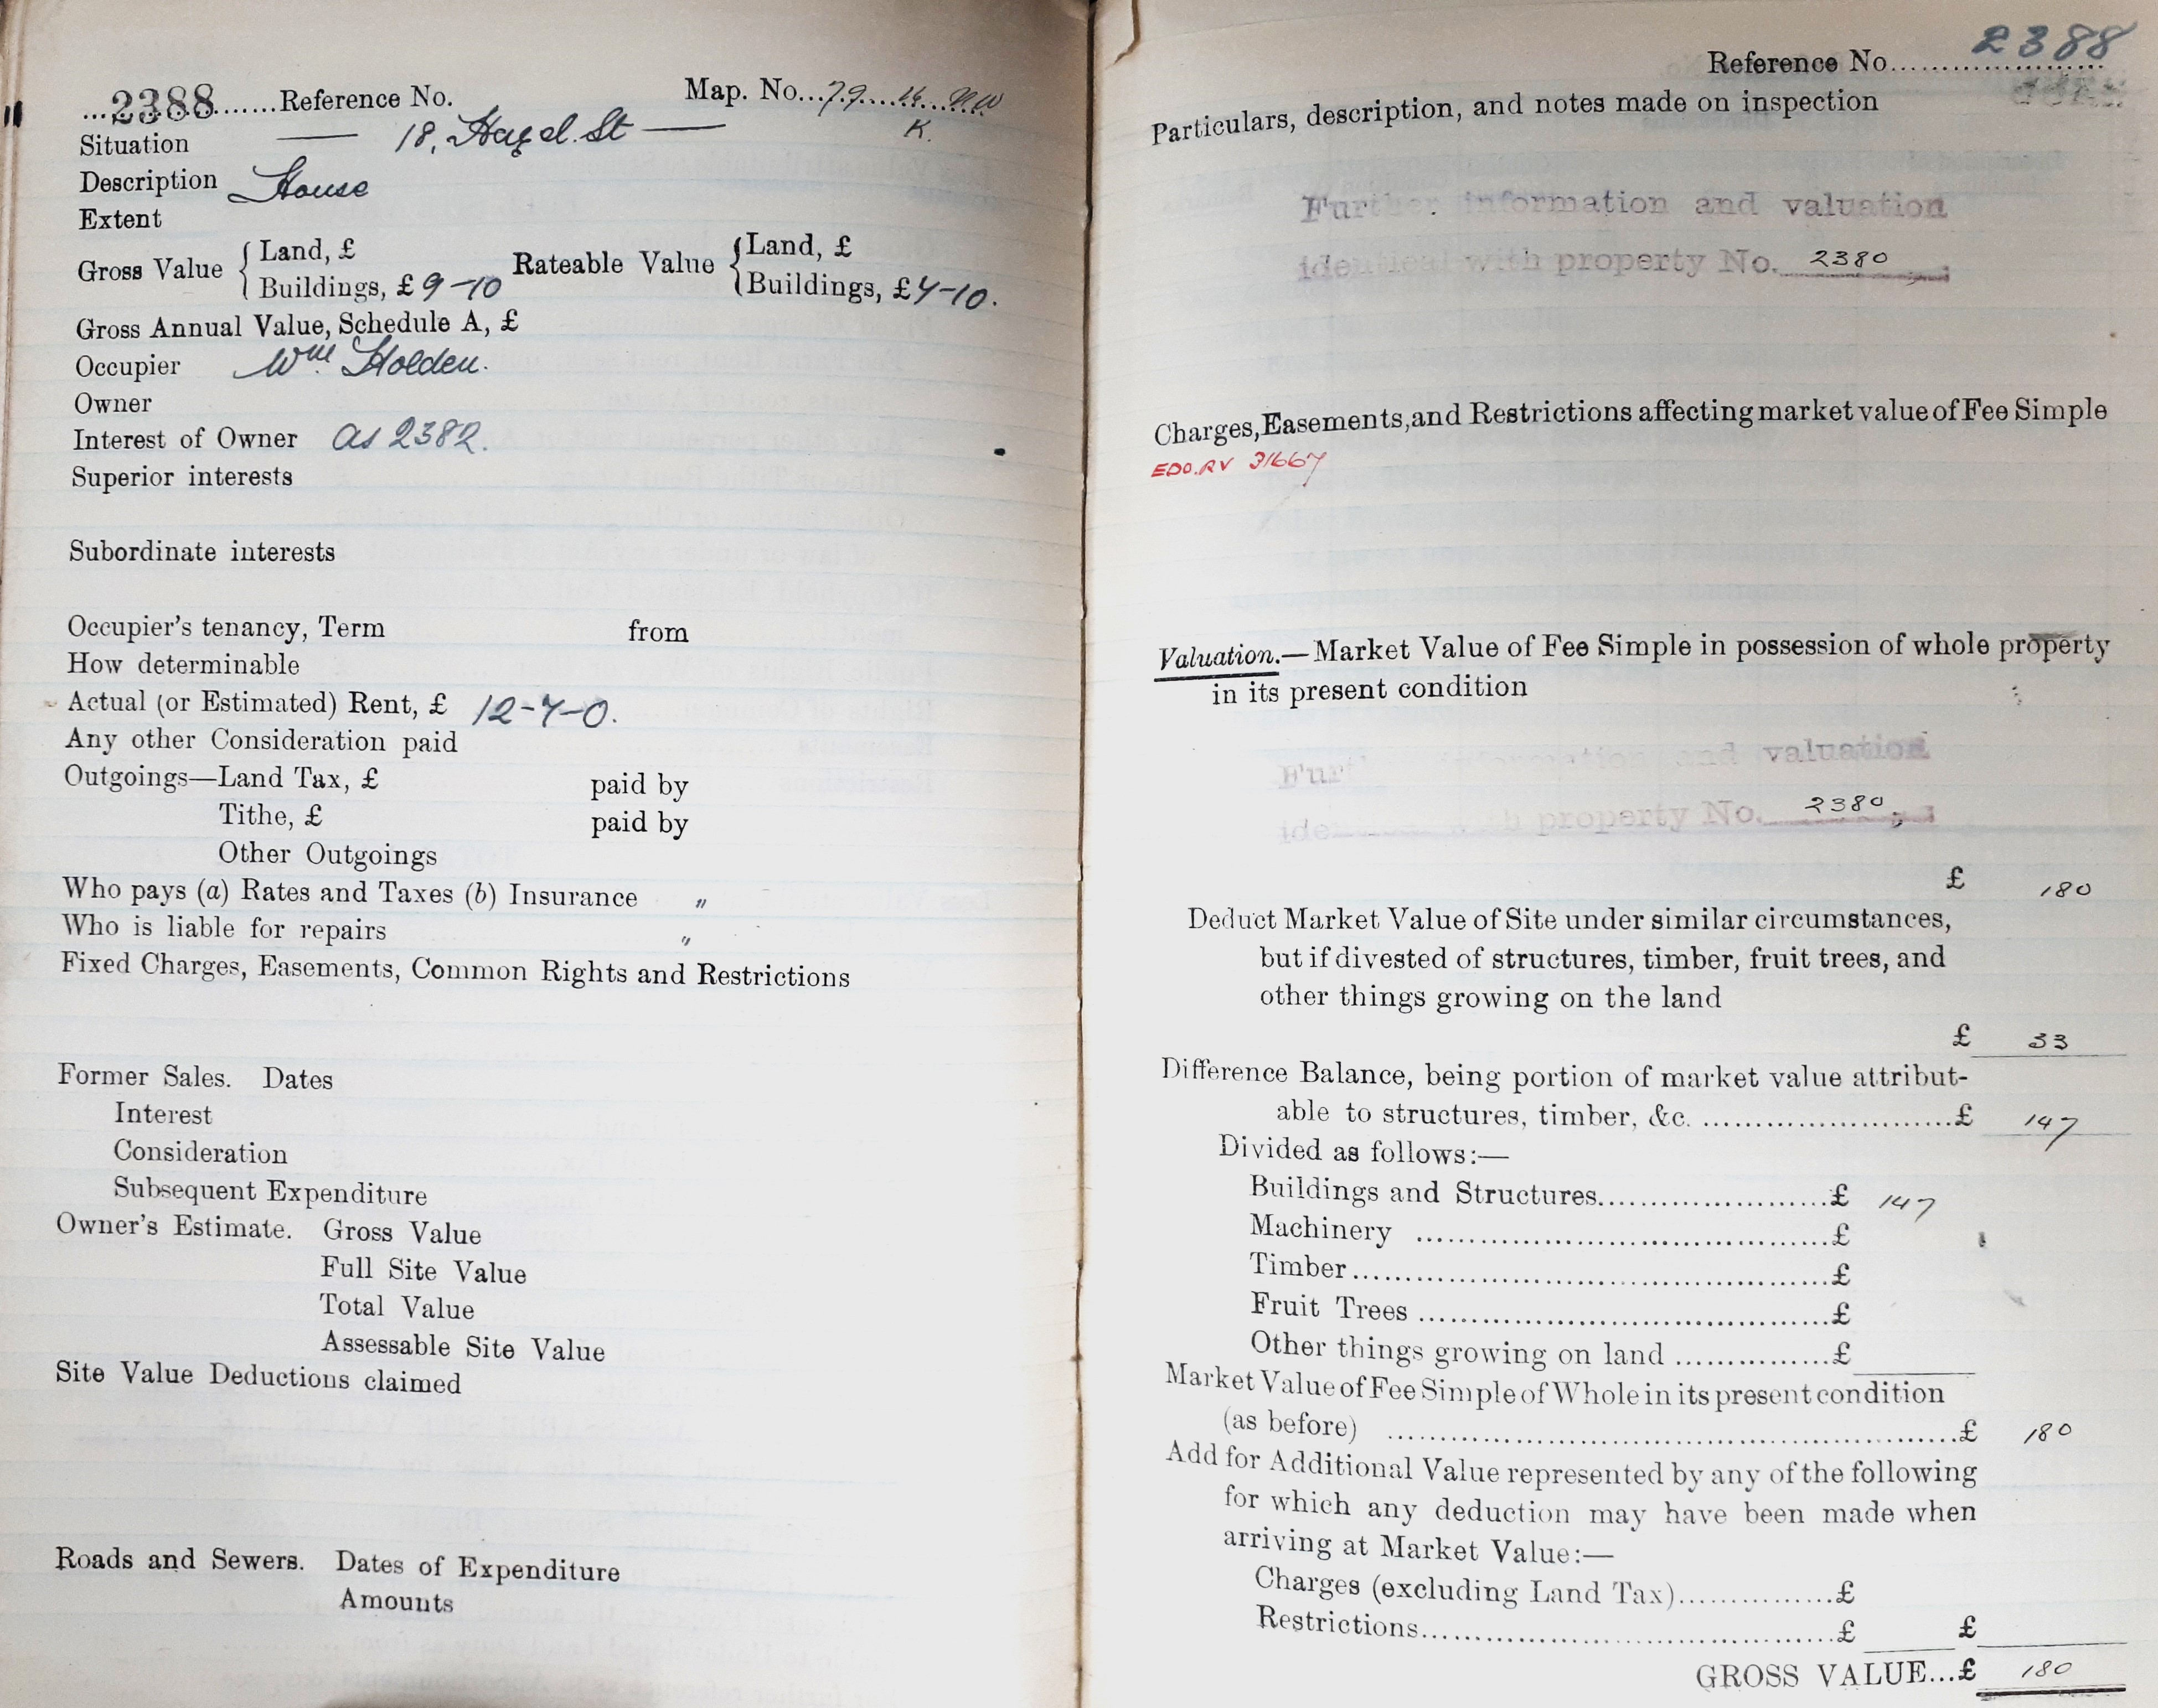 2388 Reference No. Map. No. 79 14 NW
K.
Situation — 18, Hazel. St —
Description House
Extent
Gross Value { Land, £
Buildings, £ 9-10 Rateable Value { Land, £
Buildings, £ 7-10.
Gross Annual Value, Schedule A, £
Occupier Wm Holden.
Owner
Interest of Owner as 2382.
Superior interests
Subordinate interests
Occupier's tenancy, Term from
How determinable
Actual (or Estimated) Rent, £ 12-7-0.
Any other Consideration paid
Outgoings—Land Tax, £ paid by
Tithe, £ paid by
Other Outgoings
Who pays (a) Rates and Taxes (b) Insurance "
Who is liable for repairs "
Fixed Charges, Easements, Common Rights and Restrictions
Former Sales. Dates
Interest
Consideration
Subsequent Expenditure
Owner's Estimate. Gross Value
Full Site Value
Total Value
Assessable Site Value
Site Value Deductions claimed
Roads and Sewers. Dates of Expenditure
Amounts
Reference No. 2388
Particulars, description, and notes made on inspection
Further information and valuation
identical with property No. 2380
Charges, Easements, and Restrictions affecting market value of Fee Simple
EDO.RV 31667
Valuation.—Market Value of Fee Simple in possession of whole property
in its present condition
Further information and valuation
with property No. 2380
£ 180
Deduct Market Value of Site under similar circumstances,
but if divested of structures, timber, fruit trees, and
other things growing on the land
£ 33
Difference Balance, being portion of market value attribut-
able to structures, timber, &c. ........................£ 147
Divided as follows:—
Buildings and Structures......................£ 147
Machinery ........................................£
Timber..............................................£
Fruit Trees ........................................£
Other things growing on land ...............£
Market Value of Fee Simple of Whole in its present condition
(as before) ......................................................£ 180
Add for Additional Value represented by any of the following
for which any deduction may have been made when
arriving at Market Value:—
Charges (excluding Land Tax)...............£
Restrictions........................................£ £
GROSS VALUE...£ 180